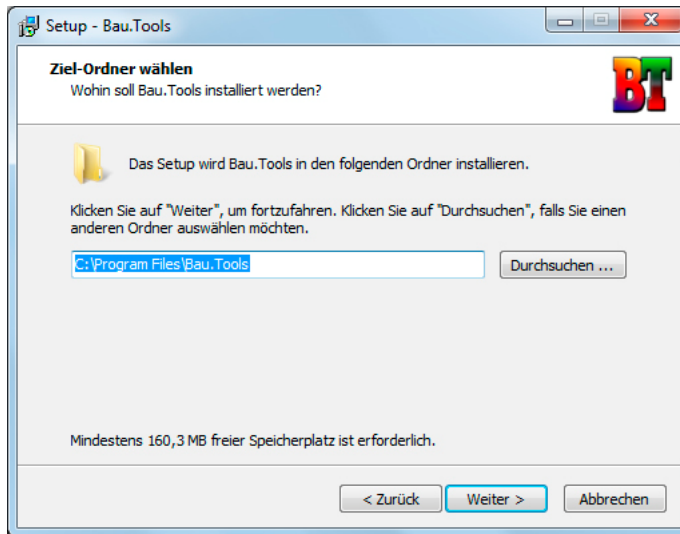 Setup - Bau.Tools
Ziel-Ordner wählen
Wohin soll Bau.Tools installiert werden?
BT
Das Setup wird Bau.Tools in den folgenden Ordner installieren.
Klicken Sie auf "Weiter", um fortzufahren. Klicken Sie auf "Durchsuchen", falls Sie einen
anderen Ordner auswählen möchten.
C:\Program Files\Bau.Tools
Durchsuchen ...
Mindestens 160,3 MB freier Speicherplatz ist erforderlich.
< Zurück
Weiter >
Abbrechen